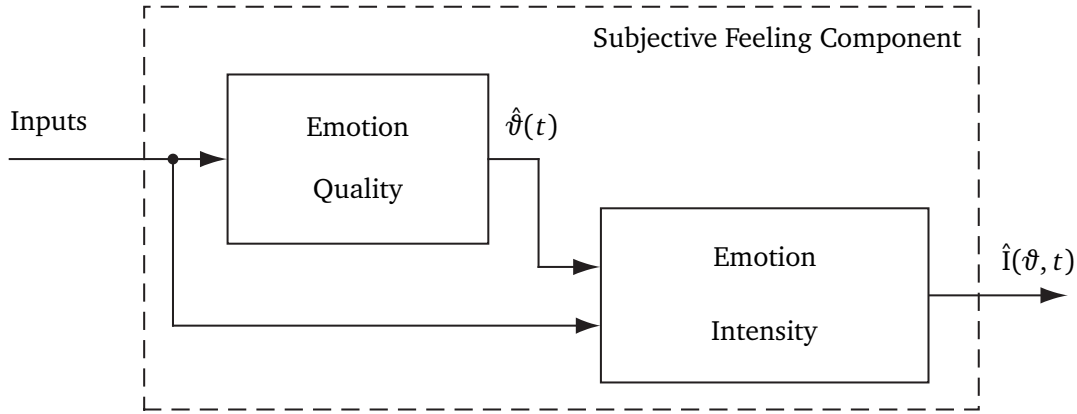 Subjective Feeling Component
Inputs
Emotion
Quality
ϑ̂(t)
Emotion
Intensity
Î(ϑ, t)